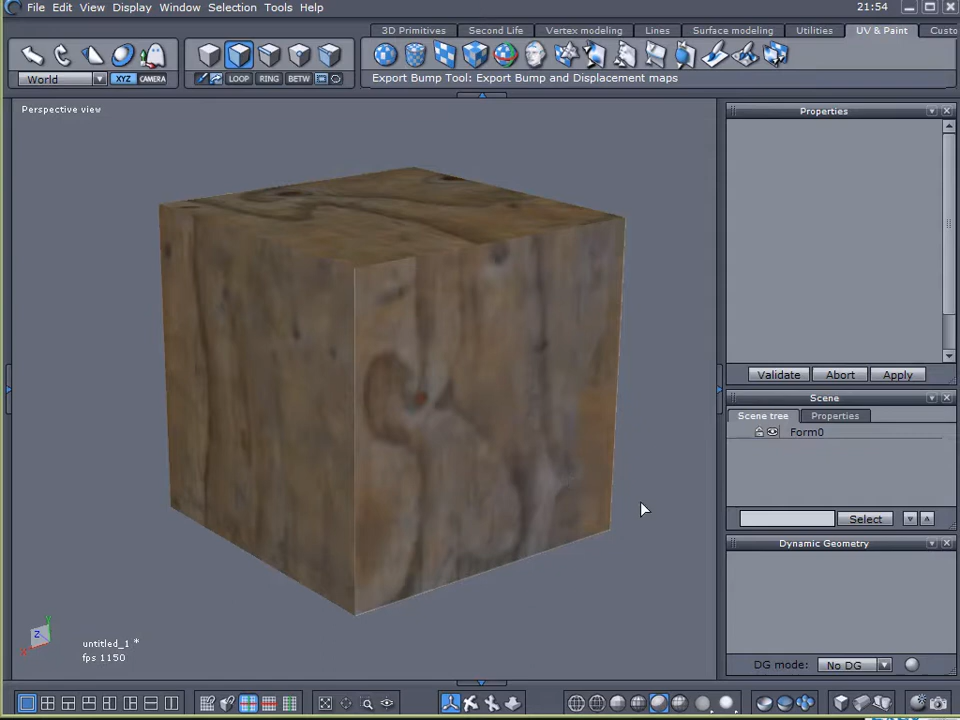 File Edit View Display Window Selection Tools Help 21:54
3D Primitives Second Life Vertex modeling Lines Surface modeling Utilities UV & Paint Custo
World XYZ CAMERA LOOP RING BETW
Export Bump Tool: Export Bump and Displacement maps
Perspective view
Properties
Validate Abort Apply
Scene
Scene tree Properties
Form0
Select
Dynamic Geometry
Y
Z
X
untitled_1 *
fps 1150
DG mode: No DG